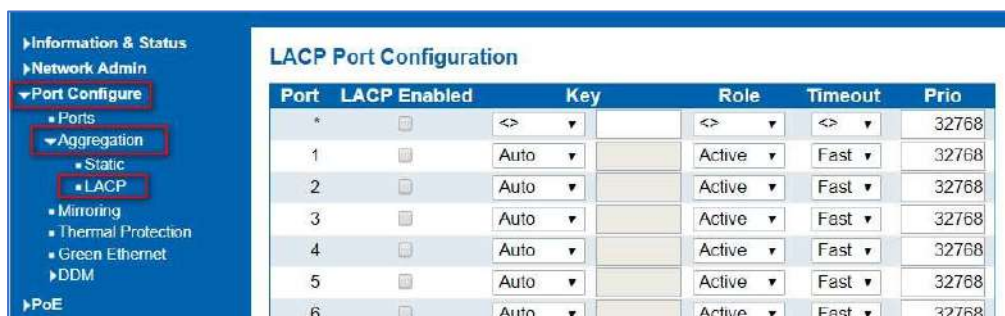 Information & Status
Network Admin
Port Configure
Ports
Aggregation
Static
LACP
Mirroring
Thermal Protection
Green Ethernet
DDM
PoE
LACP Port Configuration
Port LACP Enabled Key Role Timeout Prio
* <> <> <> 32768
1 Auto Active Fast 32768
2 Auto Active Fast 32768
3 Auto Active Fast 32768
4 Auto Active Fast 32768
5 Auto Active Fast 32768
6 Auto Active Fast 32768